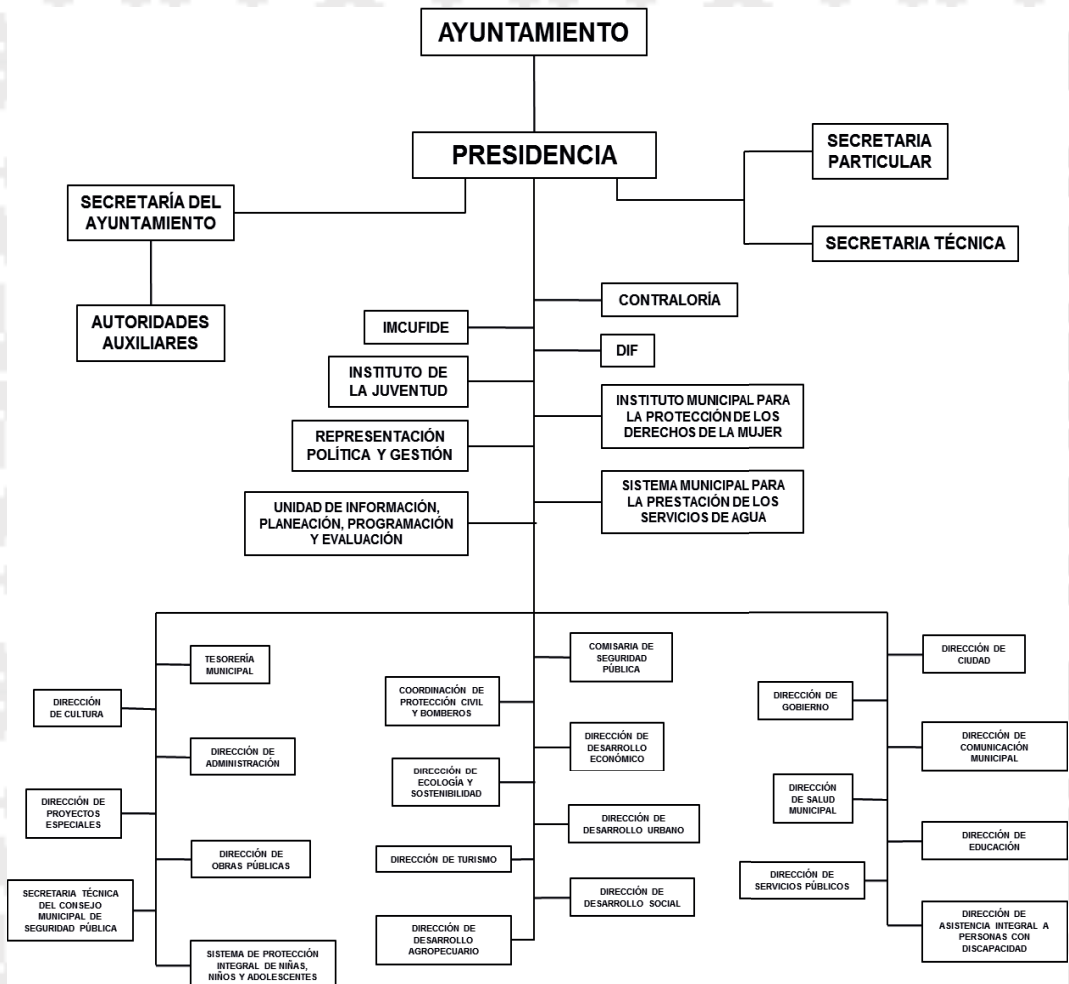 AYUNTAMIENTO
PRESIDENCIA
SECRETARIA
PARTICULAR
SECRETARÍA DEL
AYUNTAMIENTO
SECRETARIA TÉCNICA
AUTORIDADES
AUXILIARES
CONTRALORÍA
IMCUFIDE
DIF
INSTITUTO DE
LA JUVENTUD
INSTITUTO MUNICIPAL PARA
LA PROTECCIÓN DE LOS
DERECHOS DE LA MUJER
REPRESENTACIÓN
POLÍTICA Y GESTIÓN
SISTEMA MUNICIPAL PARA
LA PRESTACIÓN DE LOS
SERVICIOS DE AGUA
UNIDAD DE INFORMACIÓN,
PLANEACIÓN, PROGRAMACIÓN
Y EVALUACIÓN
TESORERÍA
MUNICIPAL
DIRECCIÓN
DE CULTURA
DIRECCIÓN DE
ADMINISTRACIÓN
DIRECCIÓN DE
PROYECTOS
ESPECIALES
DIRECCIÓN DE
OBRAS PÚBLICAS
SECRETARIA TÉCNICA
DEL CONSEJO
MUNICIPAL DE
SEGURIDAD PÚBLICA
SISTEMA DE PROTECCIÓN
INTEGRAL DE NIÑAS,
NIÑOS Y ADOLESCENTES
COMISARIA DE
SEGURIDAD
PÚBLICA
COORDINACIÓN DE
PROTECCIÓN CIVIL
Y BOMBEROS
DIRECCIÓN DE
DESARROLLO
ECONÓMICO
DIRECCIÓN DE
ECOLOGÍA Y
SOSTENIBILIDAD
DIRECCIÓN DE
DESARROLLO URBANO
DIRECCIÓN DE TURISMO
DIRECCIÓN DE
DESARROLLO SOCIAL
DIRECCIÓN DE
DESARROLLO
AGROPECUARIO
DIRECCIÓN DE
CIUDAD
DIRECCIÓN DE
GOBIERNO
DIRECCIÓN DE
COMUNICACIÓN
MUNICIPAL
DIRECCIÓN
DE SALUD
MUNICIPAL
DIRECCIÓN DE
EDUCACIÓN
DIRECCIÓN DE
SERVICIOS PÚBLICOS
DIRECCIÓN DE
ASISTENCIA INTEGRAL A
PERSONAS CON
DISCAPACIDAD